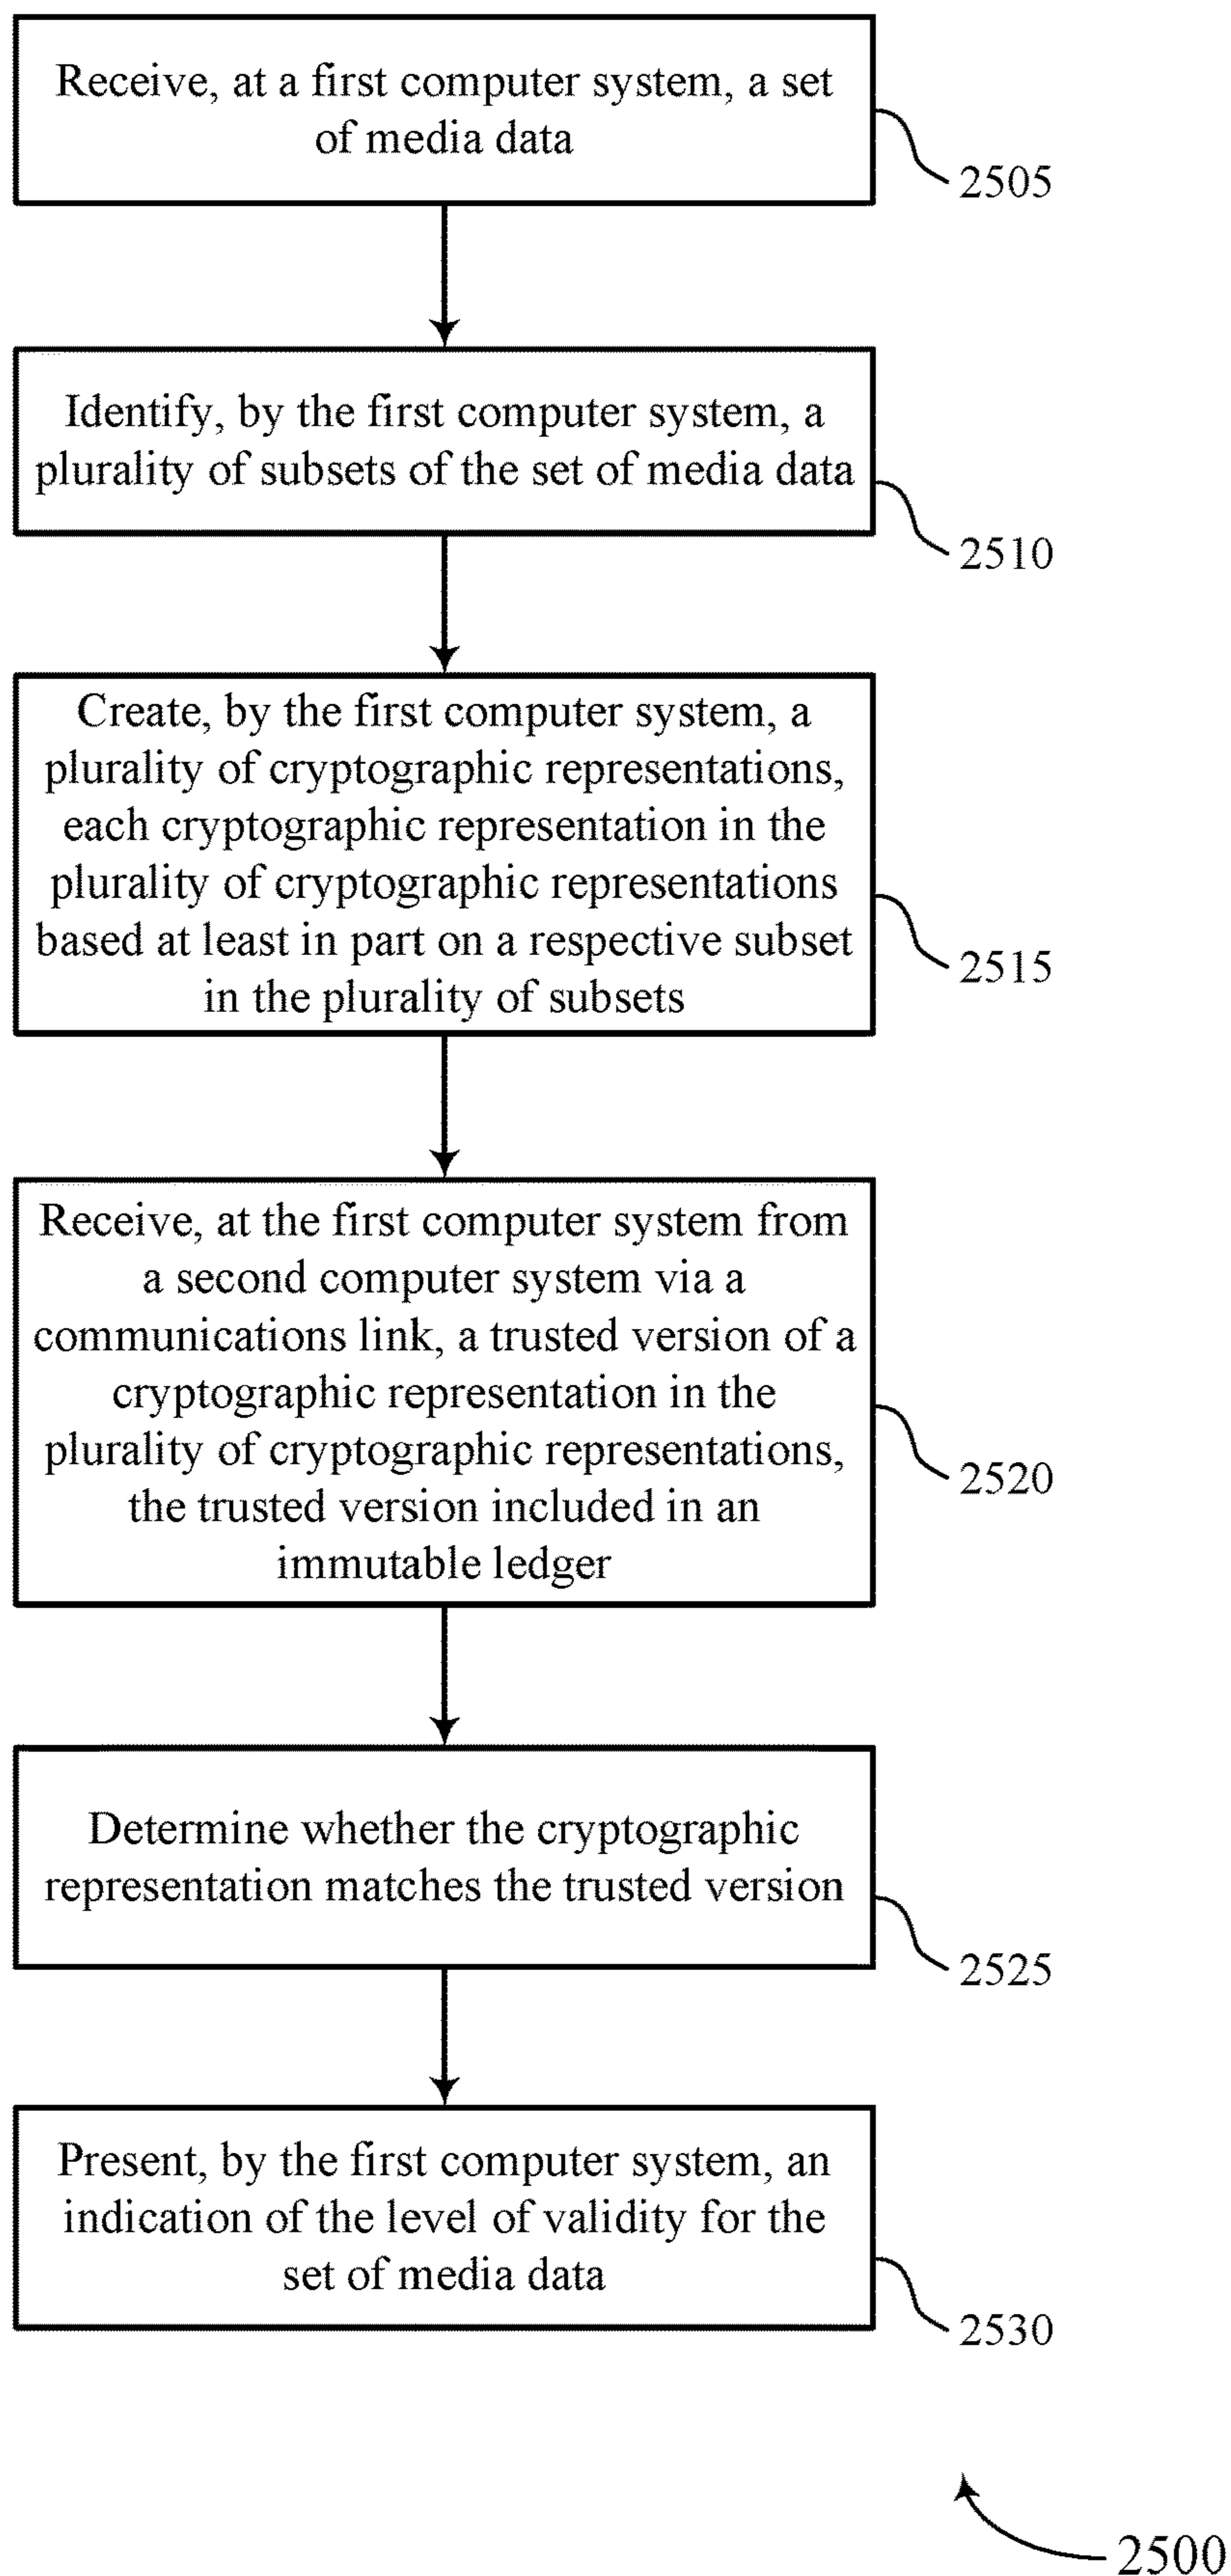 Receive, at a first computer system, a set
of media data
2505
Identify, by the first computer system, a
plurality of subsets of the set of media data
2510
Create, by the first computer system, a
plurality of cryptographic representations,
each cryptographic representation in the
plurality of cryptographic representations
based at least in part on a respective subset
in the plurality of subsets
2515
Receive, at the first computer system from
a second computer system via a
communications link, a trusted version of a
cryptographic representation in the
plurality of cryptographic representations,
the trusted version included in an
immutable ledger
2520
Determine whether the cryptographic
representation matches the trusted version
2525
Present, by the first computer system, an
indication of the level of validity for the
set of media data
2530
2500